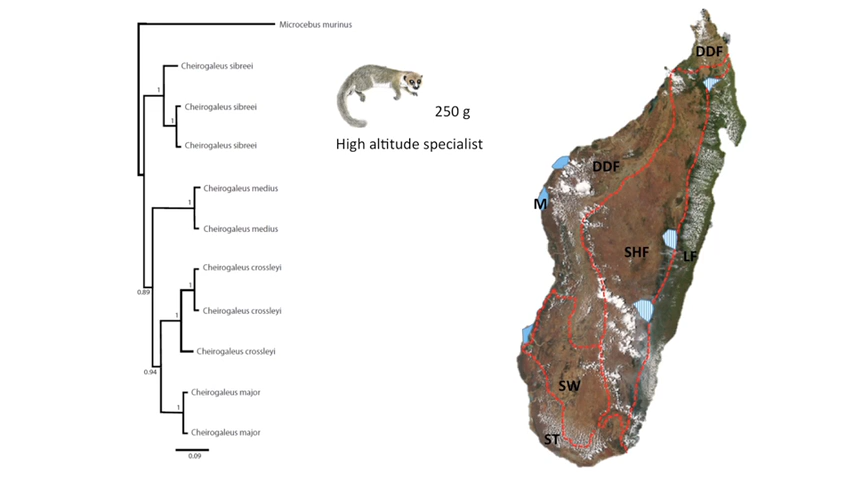 Microcebus murinus
Cheirogaleus sibreei
1
Cheirogaleus sibreei
1
Cheirogaleus sibreei
Cheirogaleus medius
1
Cheirogaleus medius
0.89
Cheirogaleus crossleyi
1
Cheirogaleus crossleyi
1
Cheirogaleus crossleyi
0.94
Cheirogaleus major
1
Cheirogaleus major
0.09
250 g
High altitude specialist
DDF
DDF
M
SHF
LF
SW
ST